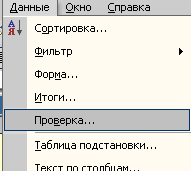 Данные Окно Справка
Сортировка...
Фильтр
Форма...
Итоги...
Проверка...
Таблица подстановки...
Текст по столбцам...